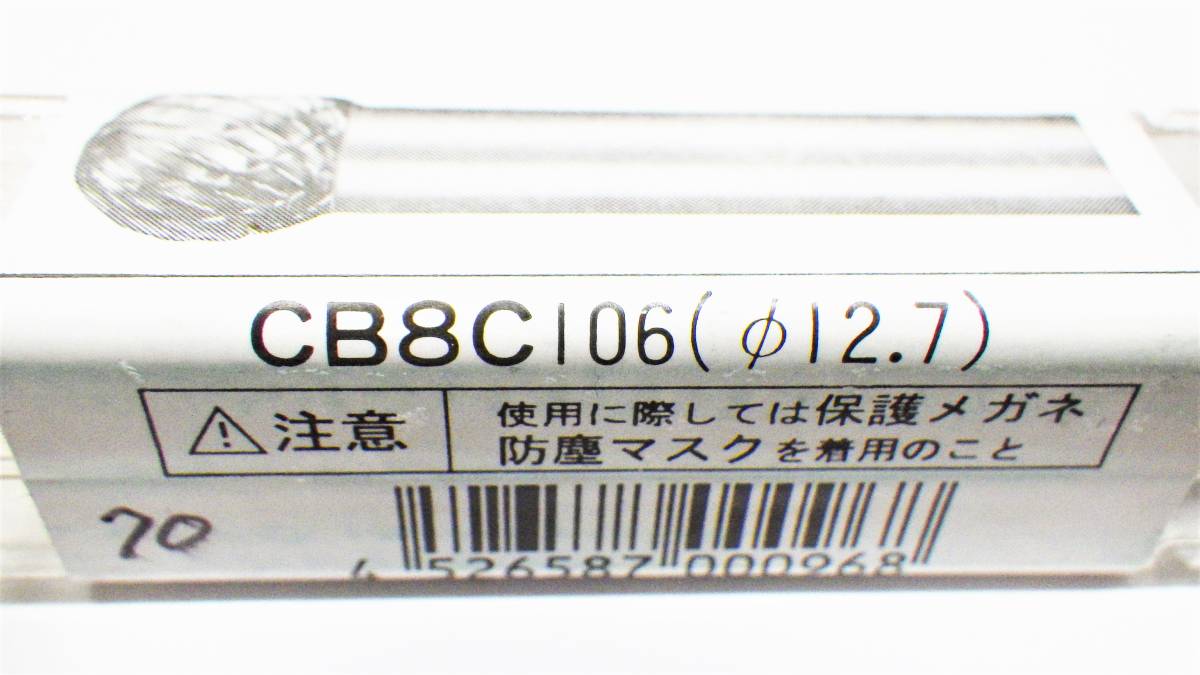 CB8C106(φ12.7)
⚠注意
使用に際しては保護メガネ
防塵マスクを着用のこと
70
4 526587 000968